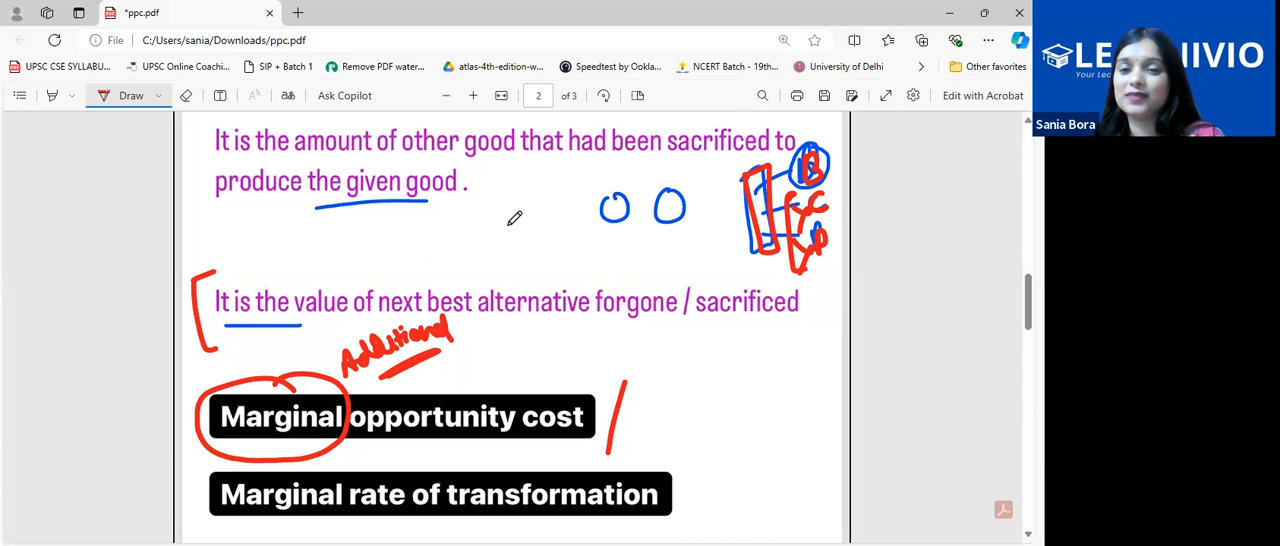 *ppc.pdf
File
C:/Users/sania/Downloads/ppc.pdf
UPSC CSE SYLLABU...
UPSC Online Coachi...
SIP + Batch 1
Remove PDF water...
atlas-4th-edition-w...
Speedtest by Ookla...
NCERT Batch - 19th...
University of Delhi
Other favorites
Draw
Ask Copilot
2
of 3
Edit with Acrobat
Sania Bora
It is the amount of other good that had been sacrificed to
produce the given good .
B
C
It is the value of next best alternative forgone / sacrificed
Additional
Marginal opportunity cost
/
Marginal rate of transformation